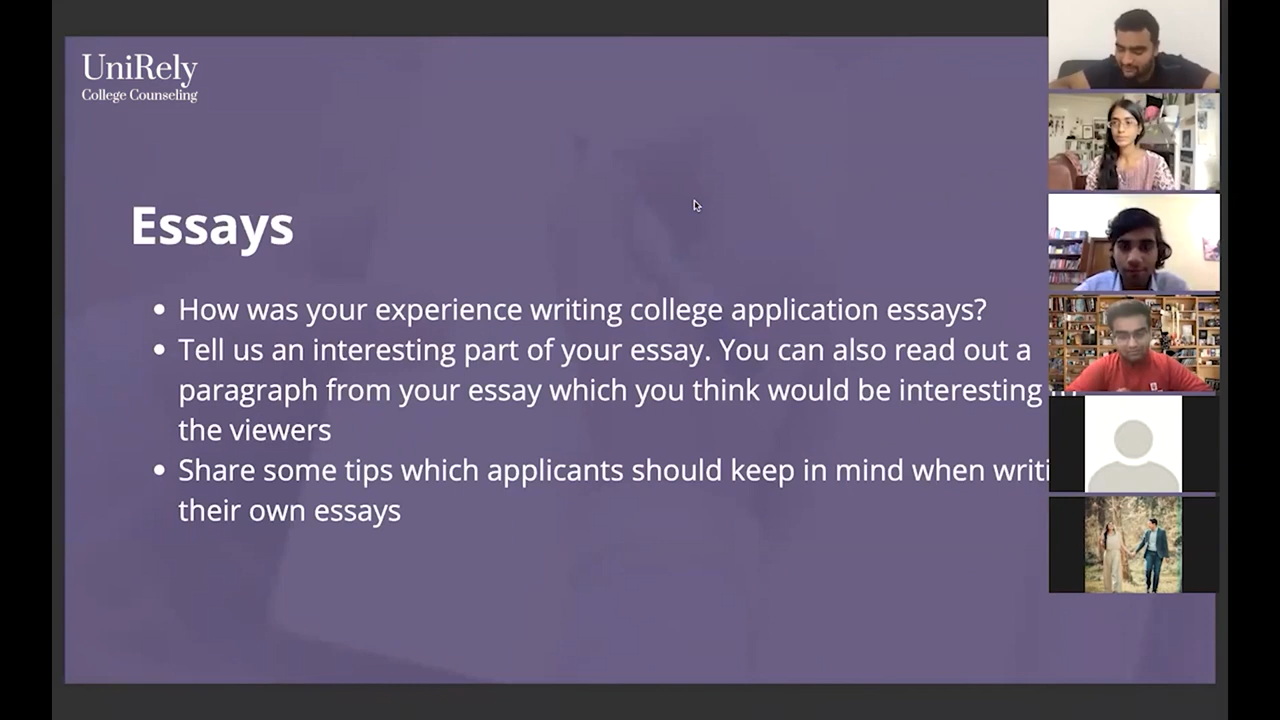 UniRely
College Counseling
Essays
• How was your experience writing college application essays?
• Tell us an interesting part of your essay. You can also read out a
paragraph from your essay which you think would be interesting
the viewers
• Share some tips which applicants should keep in mind when writi
their own essays